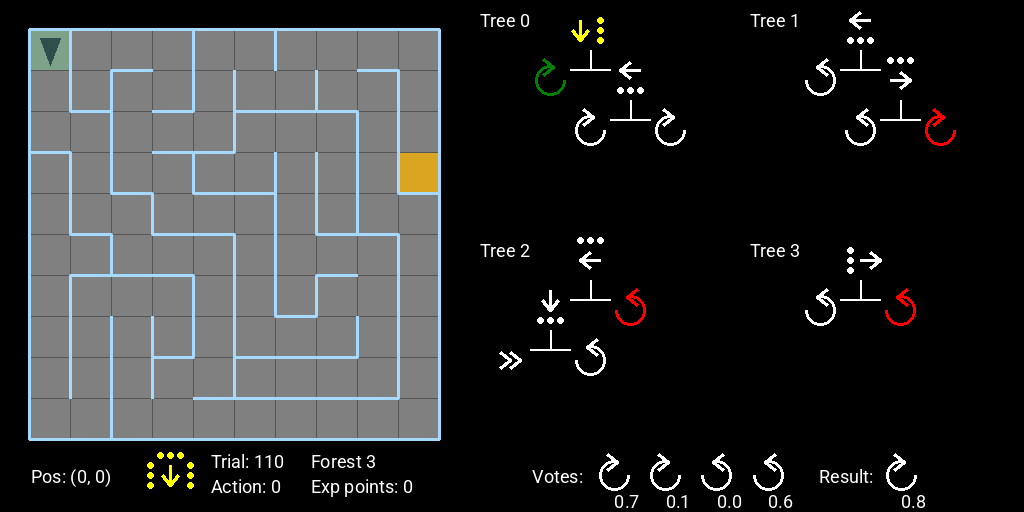 Tree 0
Tree 1
Tree 2
Tree 3
Pos: (0, 0)
Trial: 110
Forest 3
Action: 0
Exp points: 0
Votes:
0.7
0.1
0.0
0.6
Result:
0.8